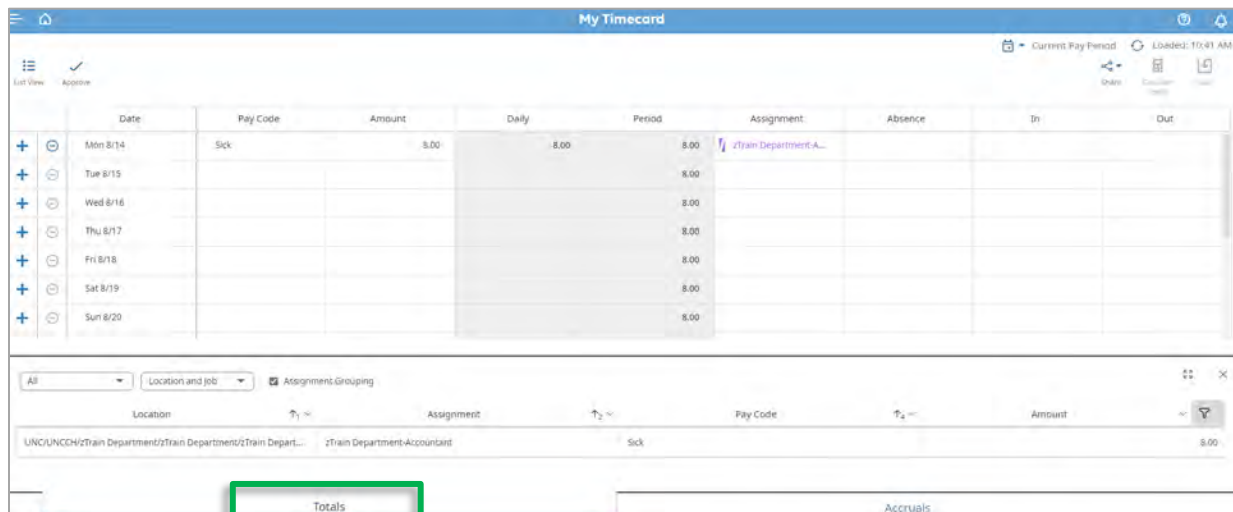 My Timecard
Current Pay Period Loaded: 10:41 AM
List View Approve Share
Date Pay Code Amount Daily Period Assignment Absence In Out
Mon 8/14 Sick 8.00 8.00 8.00 zTrain Department-A...
Tue 8/15 8.00
Wed 8/16 8.00
Thu 8/17 8.00
Fri 8/18 8.00
Sat 8/19 8.00
Sun 8/20 8.00
All Location and Job Assignment Grouping
Location 1 Assignment 2 Pay Code 4 Amount
UNC/UNCCH/zTrain Department/zTrain Department/zTrain Depart... zTrain Department-Accountant Sick 8.00
Totals Accruals